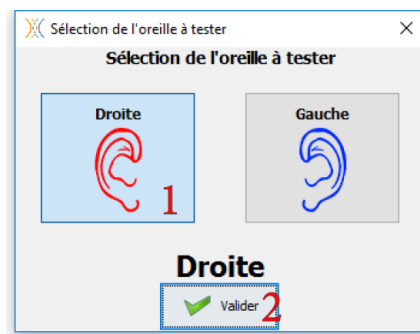 Sélection de l'oreille à tester
Sélection de l'oreille à tester
Droite Gauche
1
Droite
Valider 2